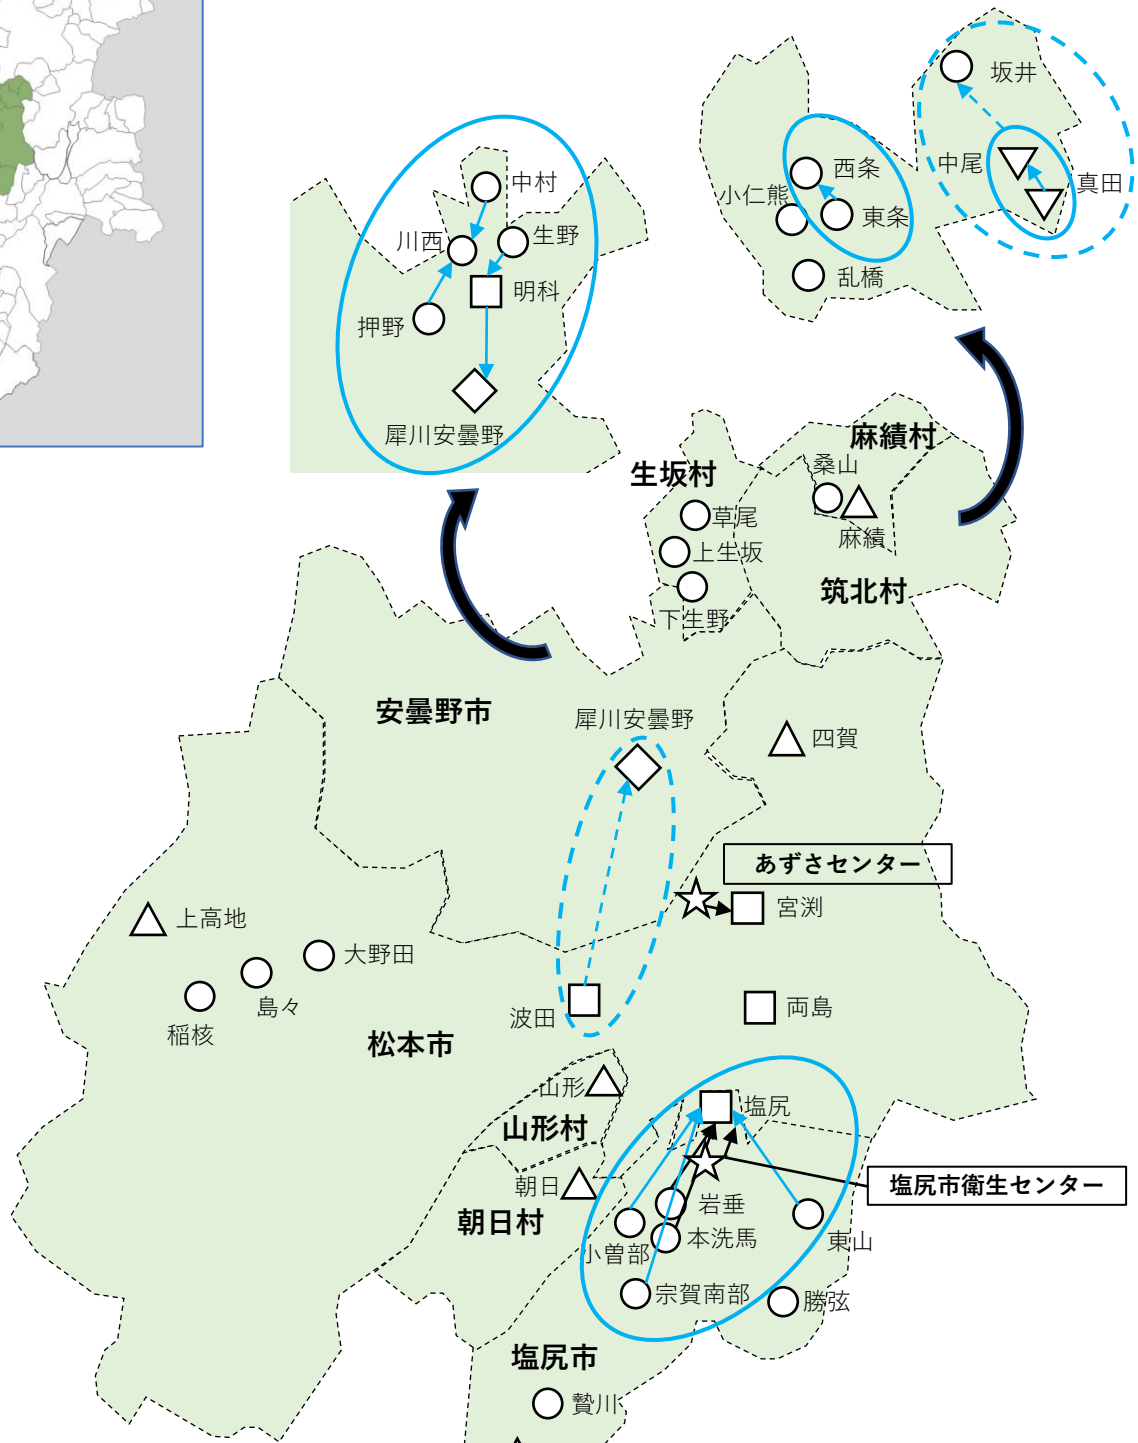 坂井
中尾
真田
西条
小仁熊
東条
乱橋
中村
川西
生野
明科
押野
犀川安曇野
麻績村
桑山
生坂村
草尾
麻績
上生坂
筑北村
下生野
安曇野市
犀川安曇野
四賀
あずさセンター
宮渕
上高地
大野田
島々
稲核
波田
両島
松本市
山形
塩尻
山形村
朝日
塩尻市衛生センター
岩垂
朝日村
本洗馬
小曽部
東山
宗賀南部
勝弦
塩尻市
贄川